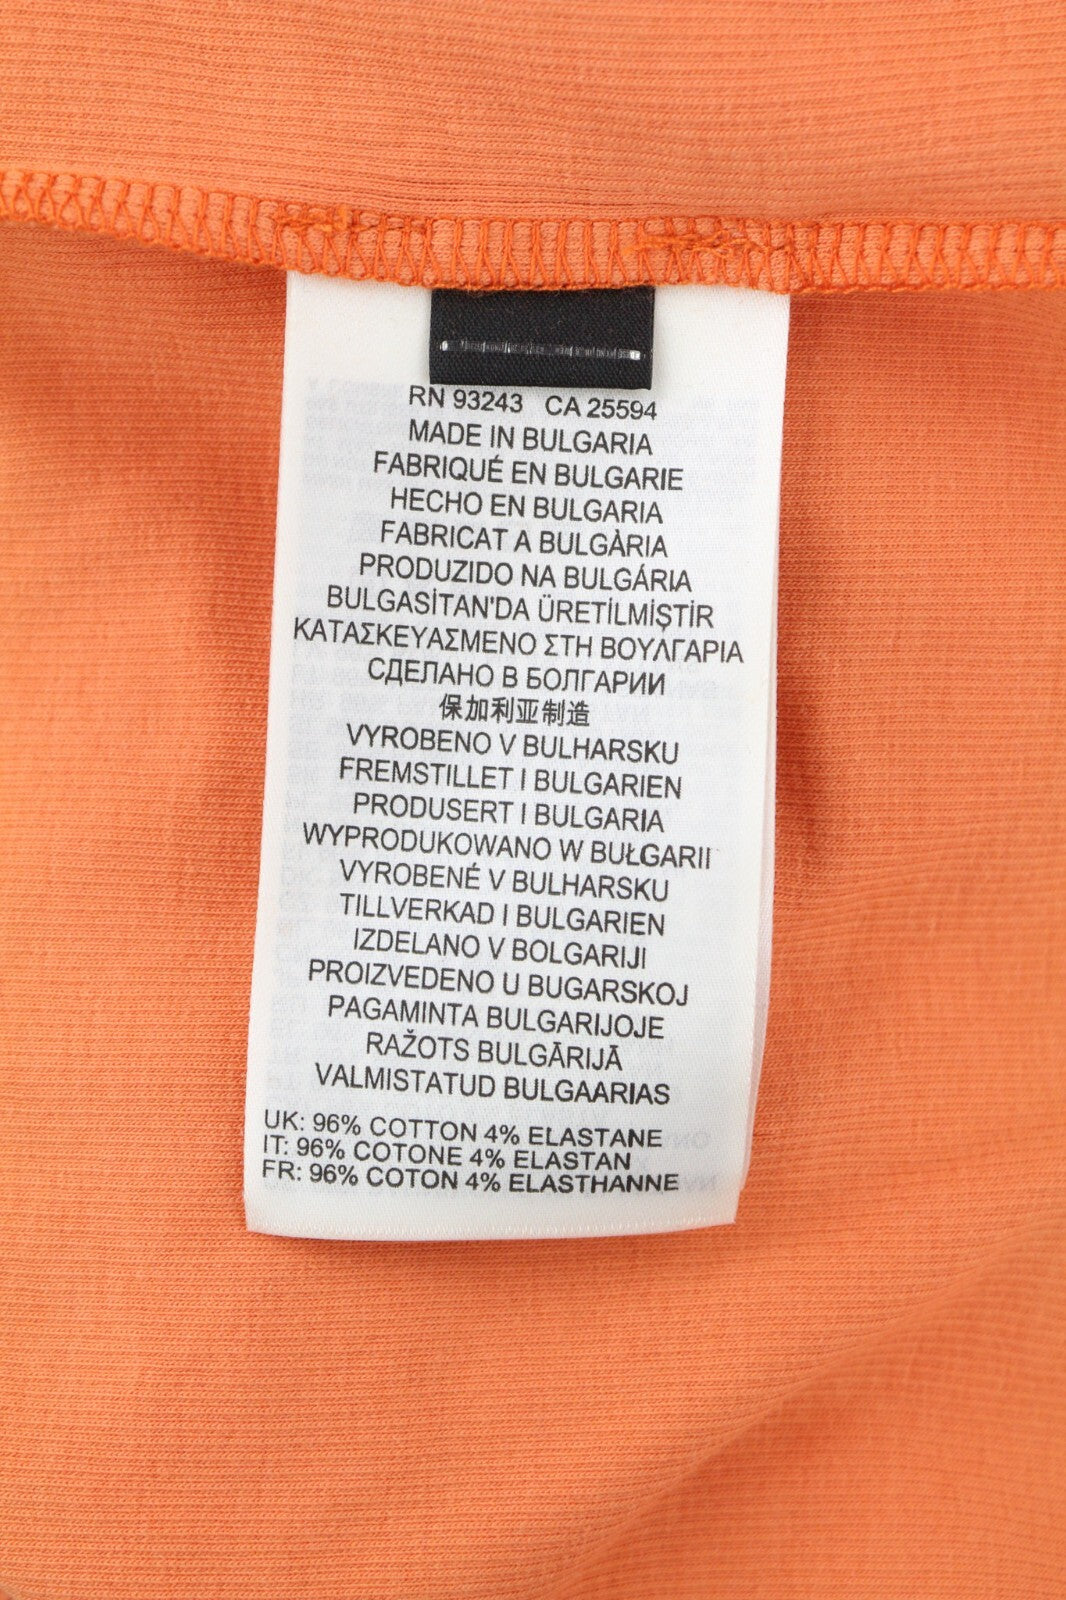 RN 93243 CA 25594
MADE IN BULGARIA
FABRIQUÉ EN BULGARIE
HECHO EN BULGARIA
FABRICAT A BULGÀRIA
PRODUZIDO NA BULGÁRIA
BULGASİTAN'DA ÜRETİLMİŞTİR
ΚΑΤΑΣΚΕΥΑΣΜΕΝΟ ΣΤΗ ΒΟΥΛΓΑΡΙΑ
СДЕЛАНО В БОЛГАРИИ
保加利亚制造
VYROBENO V BULHARSKU
FREMSTILLET I BULGARIEN
PRODUSERT I BULGARIA
WYPRODUKOWANO W BUŁGARII
VYROBENÉ V BULHARSKU
TILLVERKAD I BULGARIEN
IZDELANO V BOLGARIJI
PROIZVEDENO U BUGARSKOJ
PAGAMINTA BULGARIJOJE
RAŽOTS BULGĀRIJĀ
VALMISTATUD BULGAARIAS
UK: 96% COTTON 4% ELASTANE
IT: 96% COTONE 4% ELASTAN
FR: 96% COTON 4% ELASTHANNE